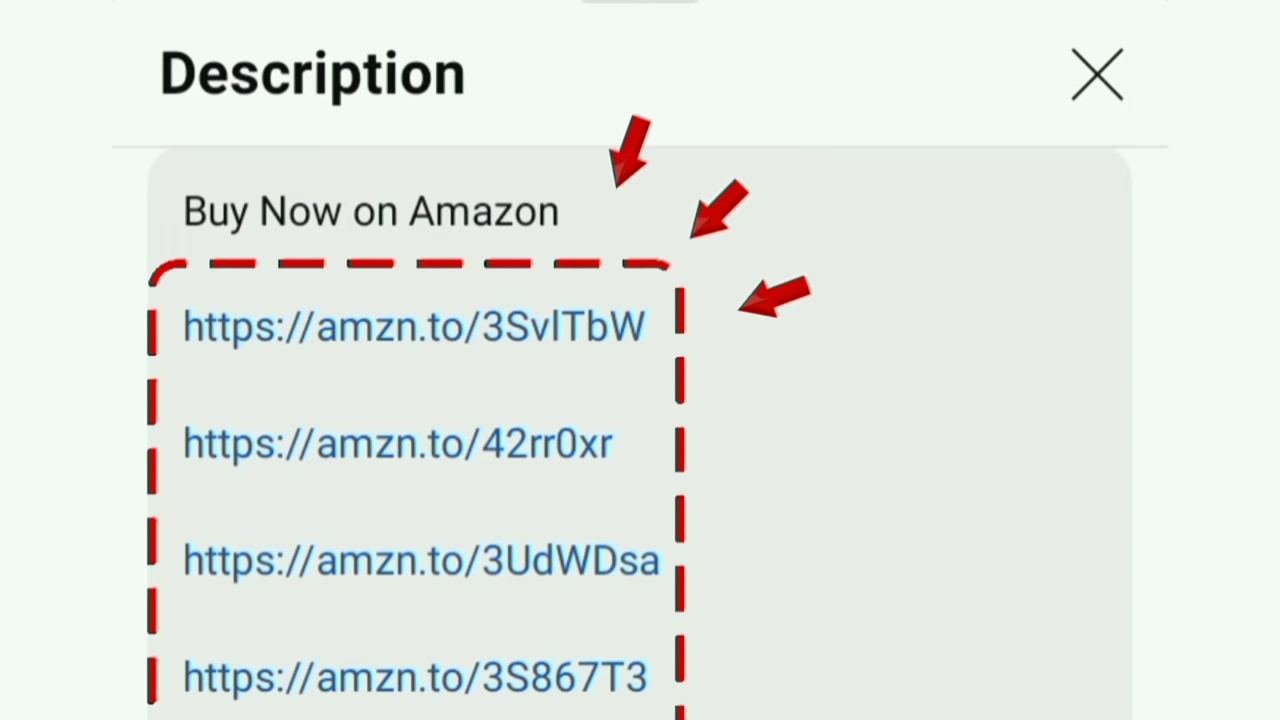 Description
Buy Now on Amazon
https://amzn.to/3SvlTbW
https://amzn.to/42rr0xr
https://amzn.to/3UdWDsa
https://amzn.to/3S867T3